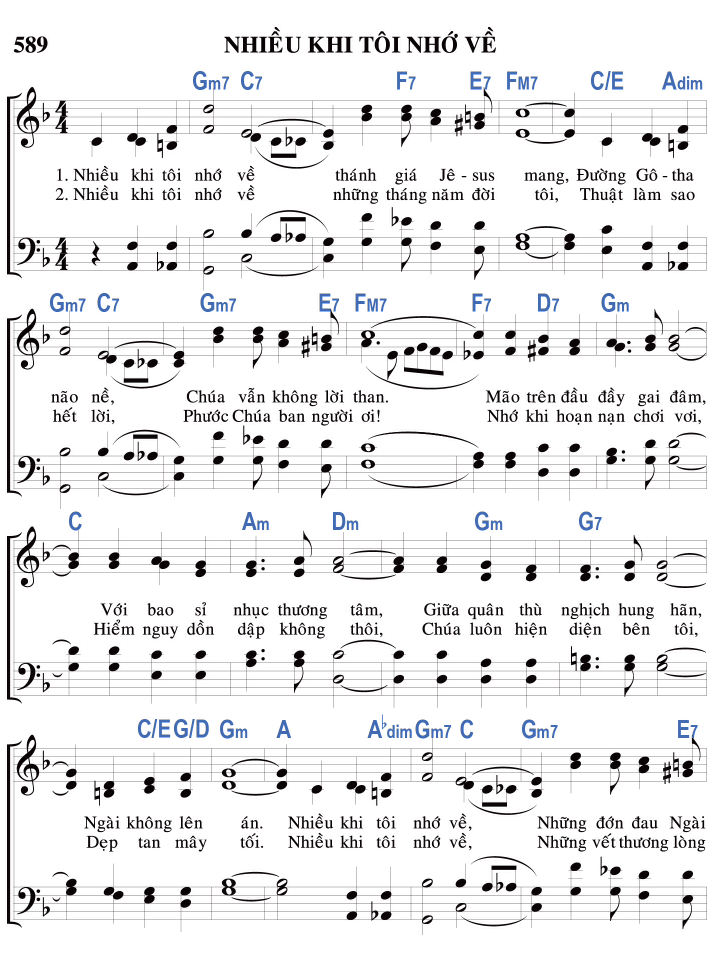 589 NHIỀU KHI TÔI NHỚ VỀ
Gm7 C7 F7 E7 FM7 C/E Adim
1. Nhiều khi tôi nhớ về thánh giá Jê - sus mang, Đường Gô - tha
2. Nhiều khi tôi nhớ về những tháng năm đời tôi, Thuật làm sao
Gm7 C7 Gm7 E7 FM7 F7 D7 Gm
não nề, Chúa vẫn không lời than. Mão trên đầu đầy gai đâm,
hết lời, Phước Chúa ban người ơi! Nhớ khi hoạn nạn chơi vơi,
C Am Dm Gm G7
Với bao sỉ nhục thương tâm, Giữa quân thù nghịch hung hãn,
Hiểm nguy dồn dập không thôi, Chúa luôn hiện diện bên tôi,
C/E G/D Gm A A♭dim Gm7 C Gm7 E7
Ngài không lên án. Nhiều khi tôi nhớ về, Những đớn đau Ngài
Dẹp tan mây tối. Nhiều khi tôi nhớ về, Những vết thương lòng